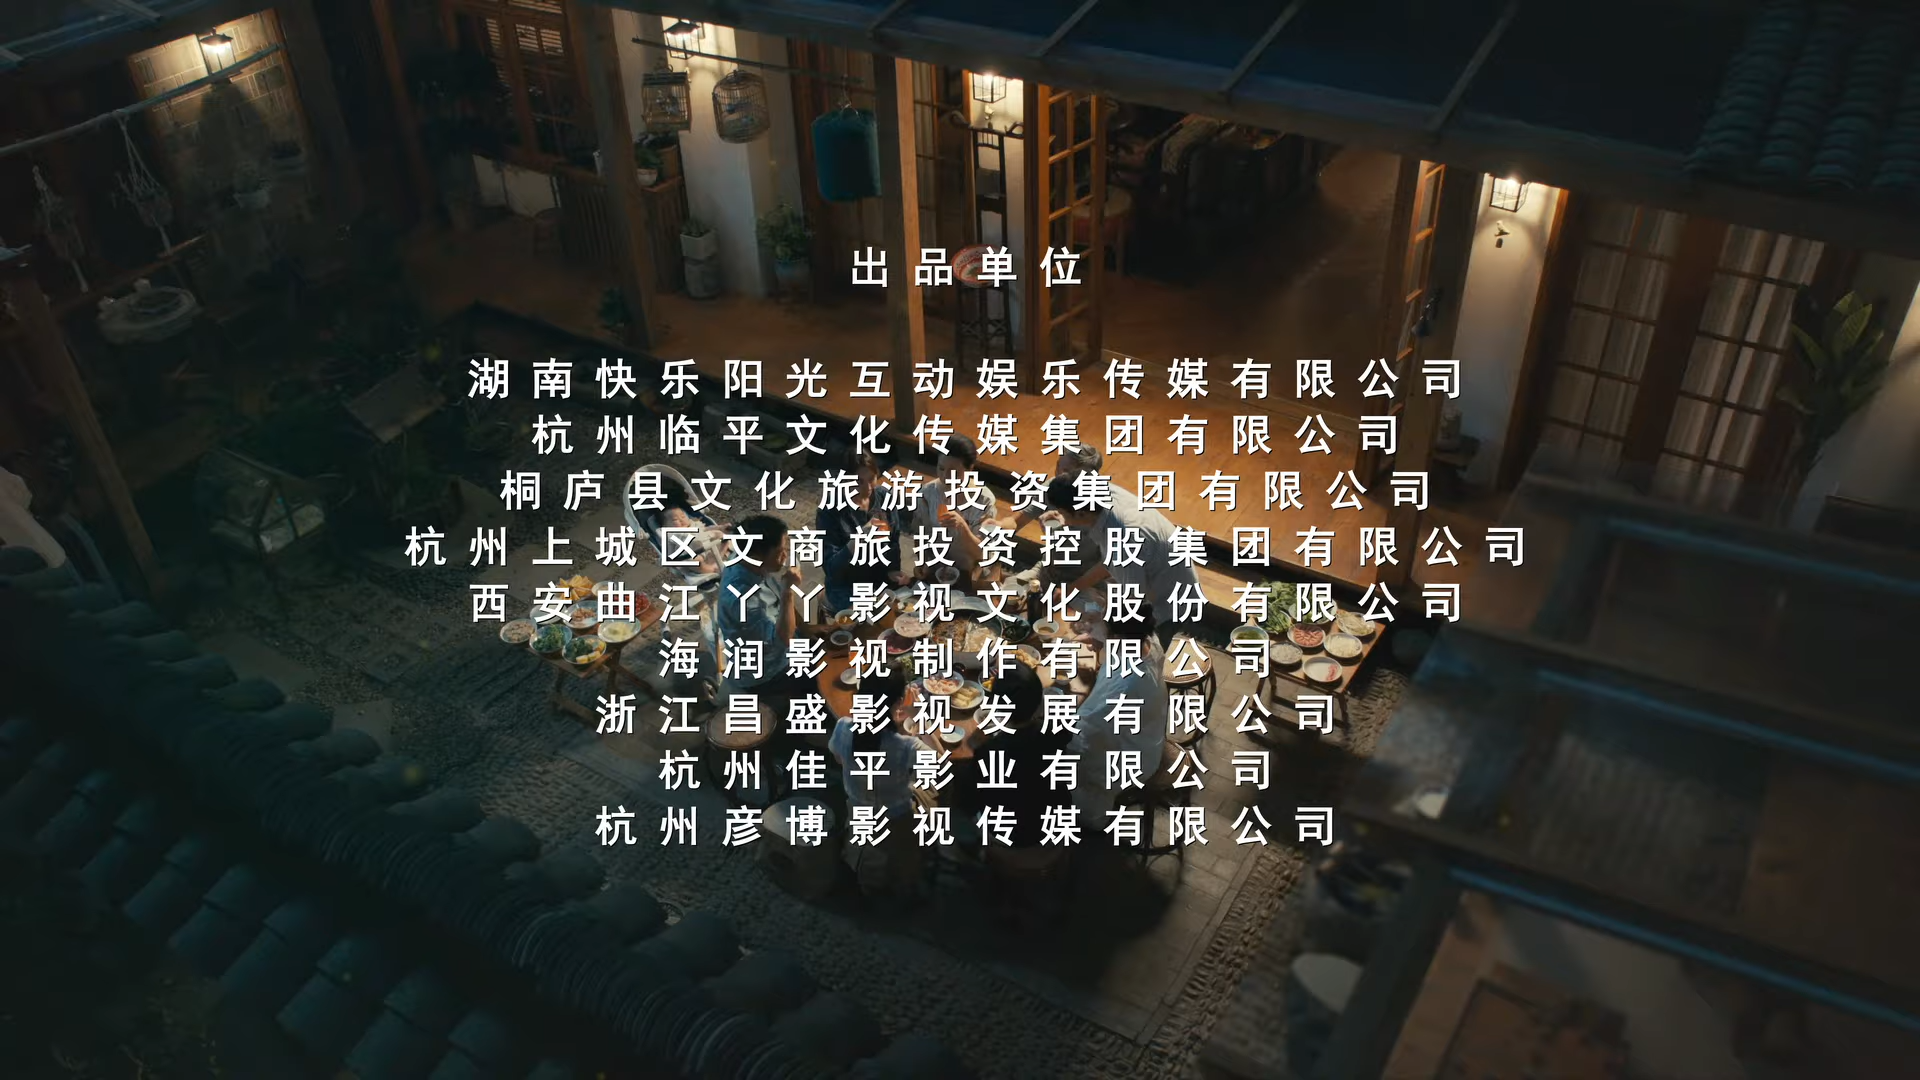 出品单位
湖南快乐阳光互动娱乐传媒有限公司
杭州临平文化传媒集团有限公司
桐庐县文化旅游投资集团有限公司
杭州上城区文商旅投资控股集团有限公司
西安曲江丫丫影视文化股份有限公司
海润影视制作有限公司
浙江昌盛影视发展有限公司
杭州佳平影业有限公司
杭州彦博影视传媒有限公司